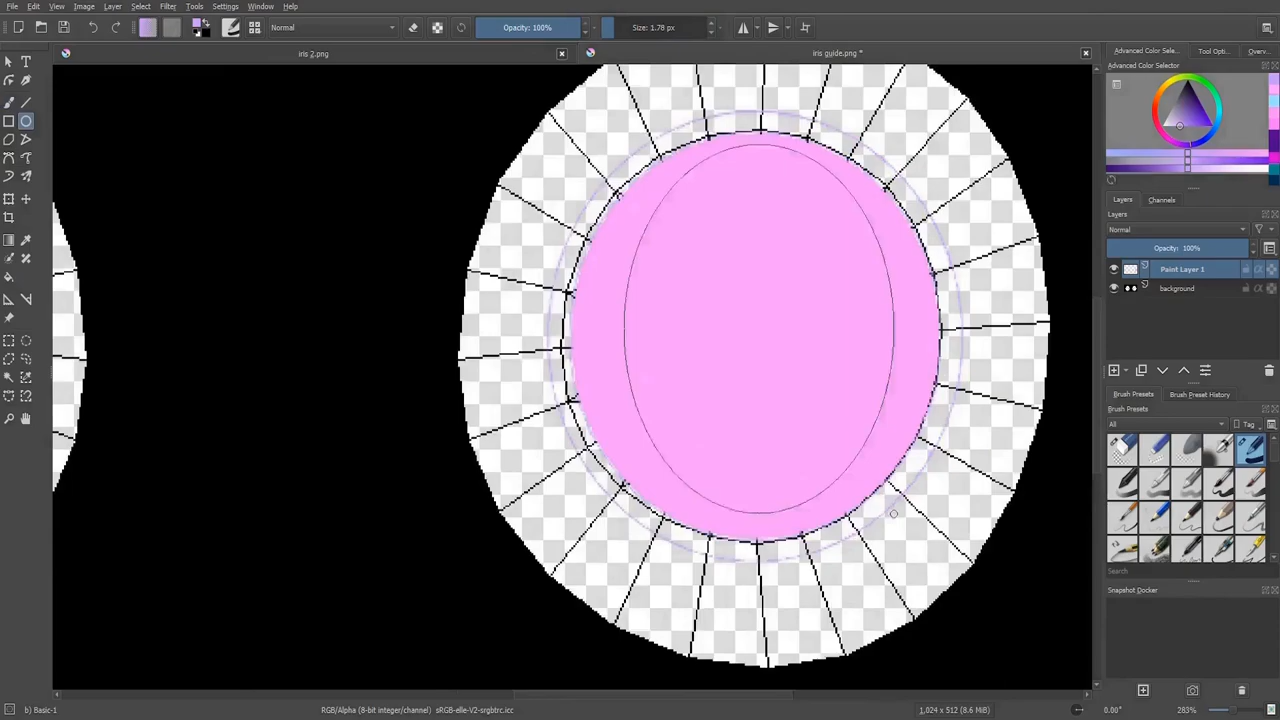 File Edit View Image Layer Select Filter Tools Settings Window Help
Normal Opacity: 100% Size: 1.78 px
iris 2.png iris guide.png *
Advanced Color Sele... Tool Opti... Overv...
Advanced Color Selector
Layers Channels
Layers
Normal
Opacity: 100%
Paint Layer 1
background
Brush Presets Brush Preset History
Brush Presets
All Tag
Search
Snapshot Docker
b) Basic-1 RGB/Alpha (8-bit integer/channel) sRGB-elle-V2-srgbtrc.icc 1,024 x 512 (8.6 MiB) 0.00° 283%